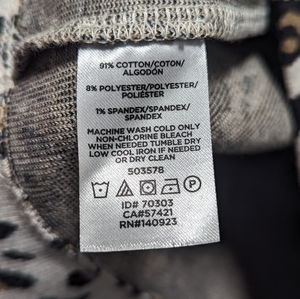 91% COTTON/COTON/
ALGODÓN
8% POLYESTER/POLYESTER/
POLIÉSTER
1% SPANDEX/SPANDEX/
SPANDEX
MACHINE WASH COLD ONLY
NON-CHLORINE BLEACH
WHEN NEEDED TUMBLE DRY
LOW COOL IRON IF NEEDED
OR DRY CLEAN
503578
ID# 70303
CA#57421
RN#140923